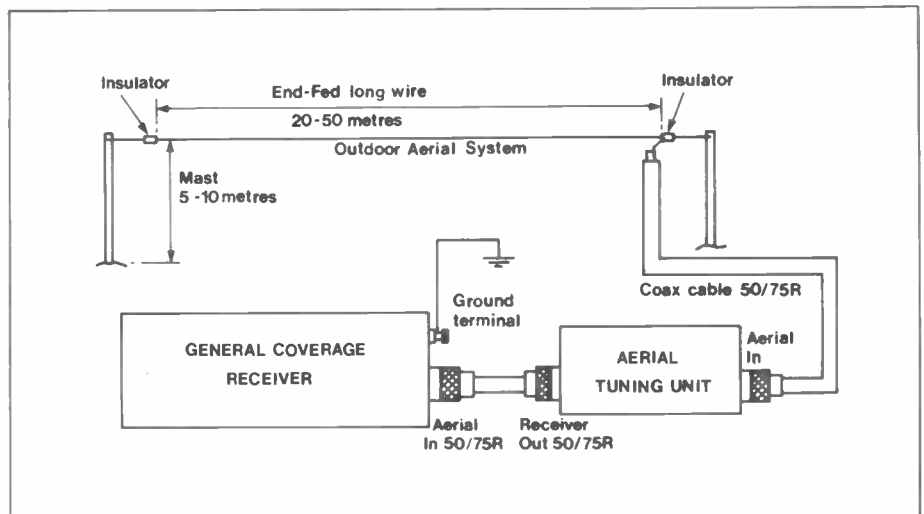 Insulator
End-Fed long wire
Insulator
20-50 metres
Outdoor Aerial System
Mast
5-10 metres
Coax cable 50/75R
Ground
terminal
GENERAL COVERAGE
RECEIVER
AERIAL
TUNING UNIT
Aerial
In
Aerial
In 50/75R
Receiver
Out 50/75R